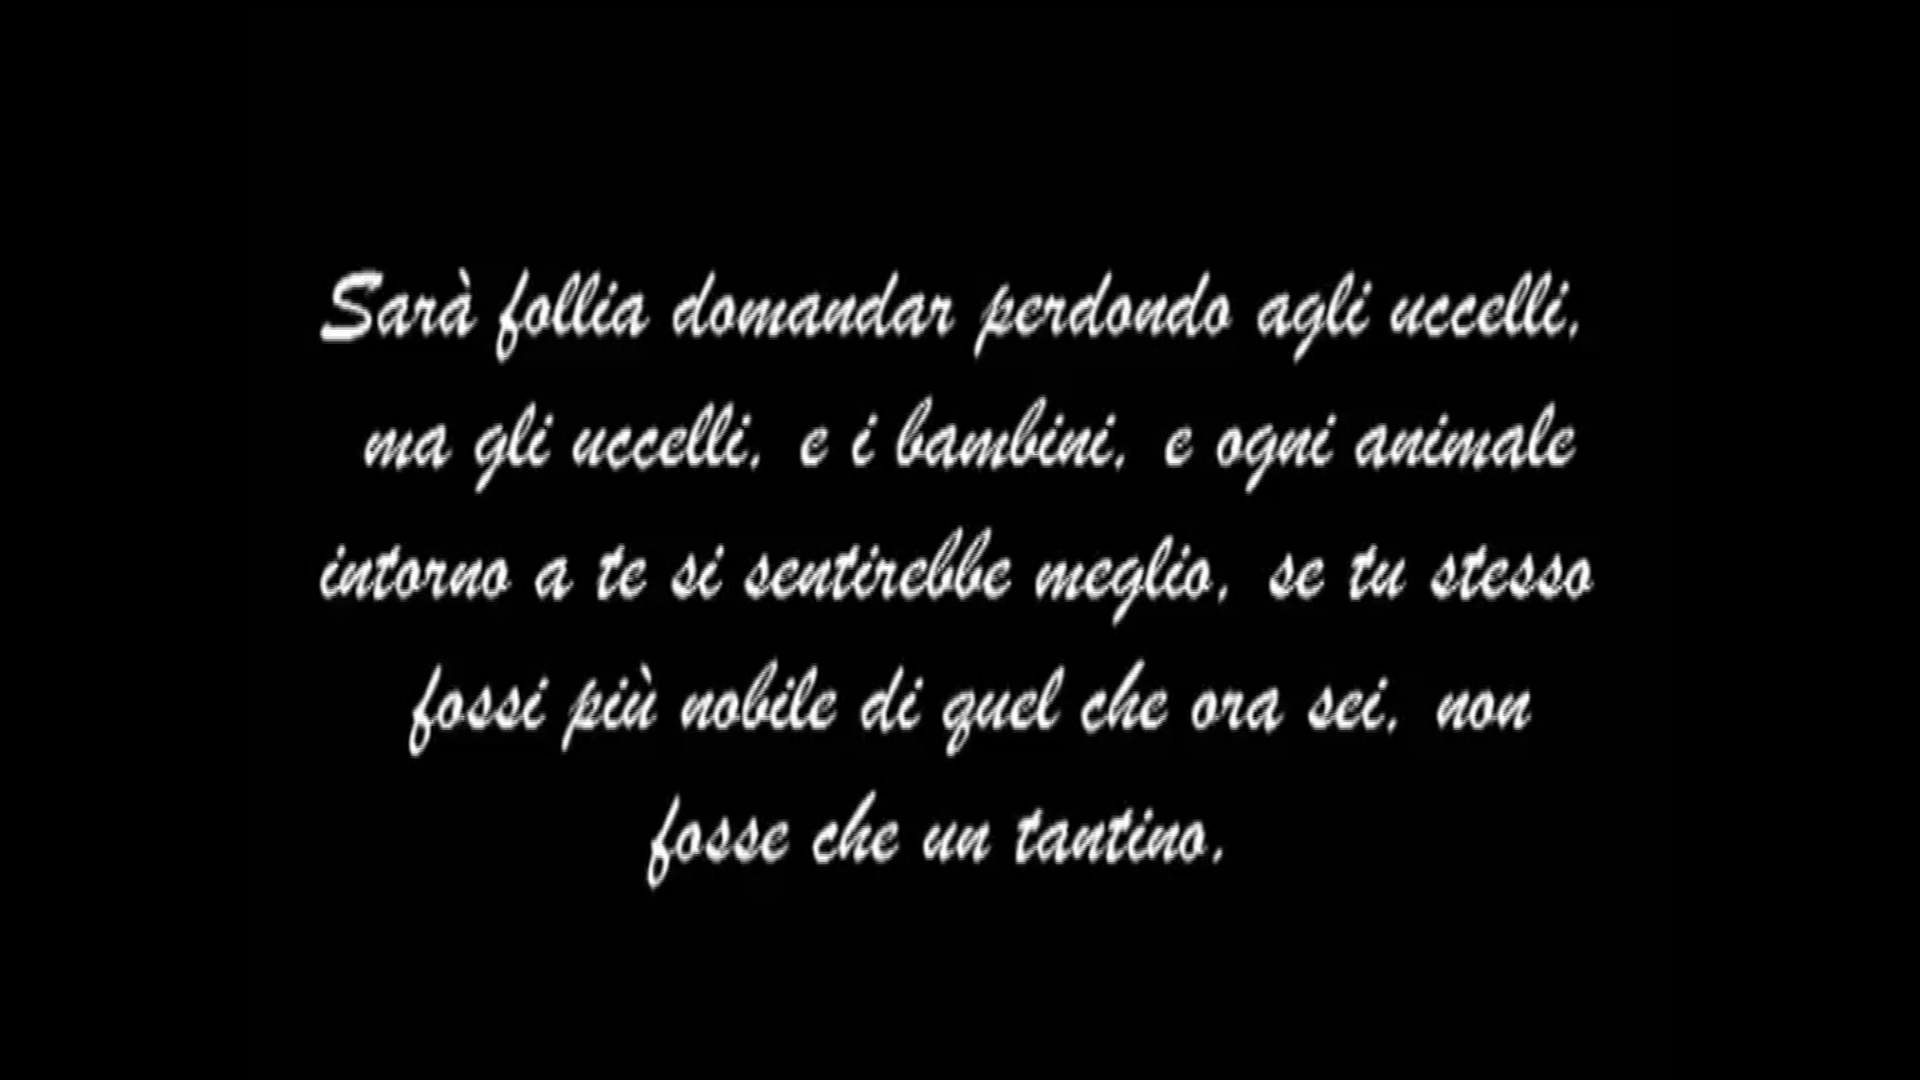 Sarà follia domandar perdondo agli uccelli,
ma gli uccelli, e i bambini, e ogni animale
intorno a te si sentirebbe meglio, se tu stesso
fossi più nobile di quel che ora sei, non
fosse che un tantino,